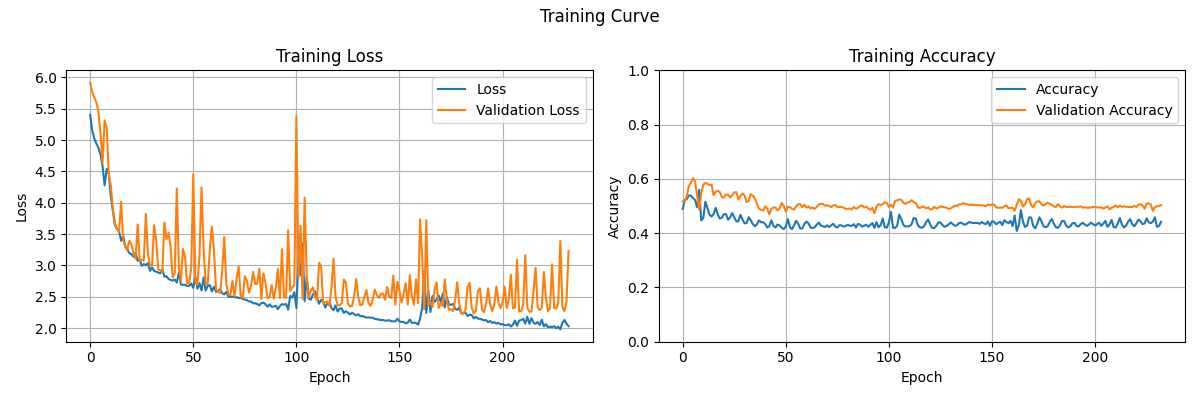 Training Curve
Training Loss
6.0
5.5
5.0
4.5
4.0
3.5
3.0
2.5
2.0
Loss
0
50
100
150
200
Epoch
Loss
Validation Loss
Training Accuracy
1.0
0.8
0.6
0.4
0.2
0.0
Accuracy
0
50
100
150
200
Epoch
Accuracy
Validation Accuracy